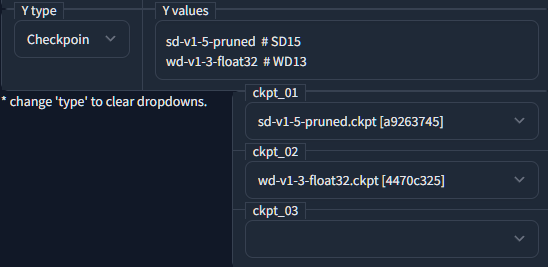 Y type
Checkpoin
Y values
sd-v1-5-pruned # SD15
wd-v1-3-float32 # WD13
* change 'type' to clear dropdowns.
ckpt_01
sd-v1-5-pruned.ckpt [a9263745]
ckpt_02
wd-v1-3-float32.ckpt [4470c325]
ckpt_03